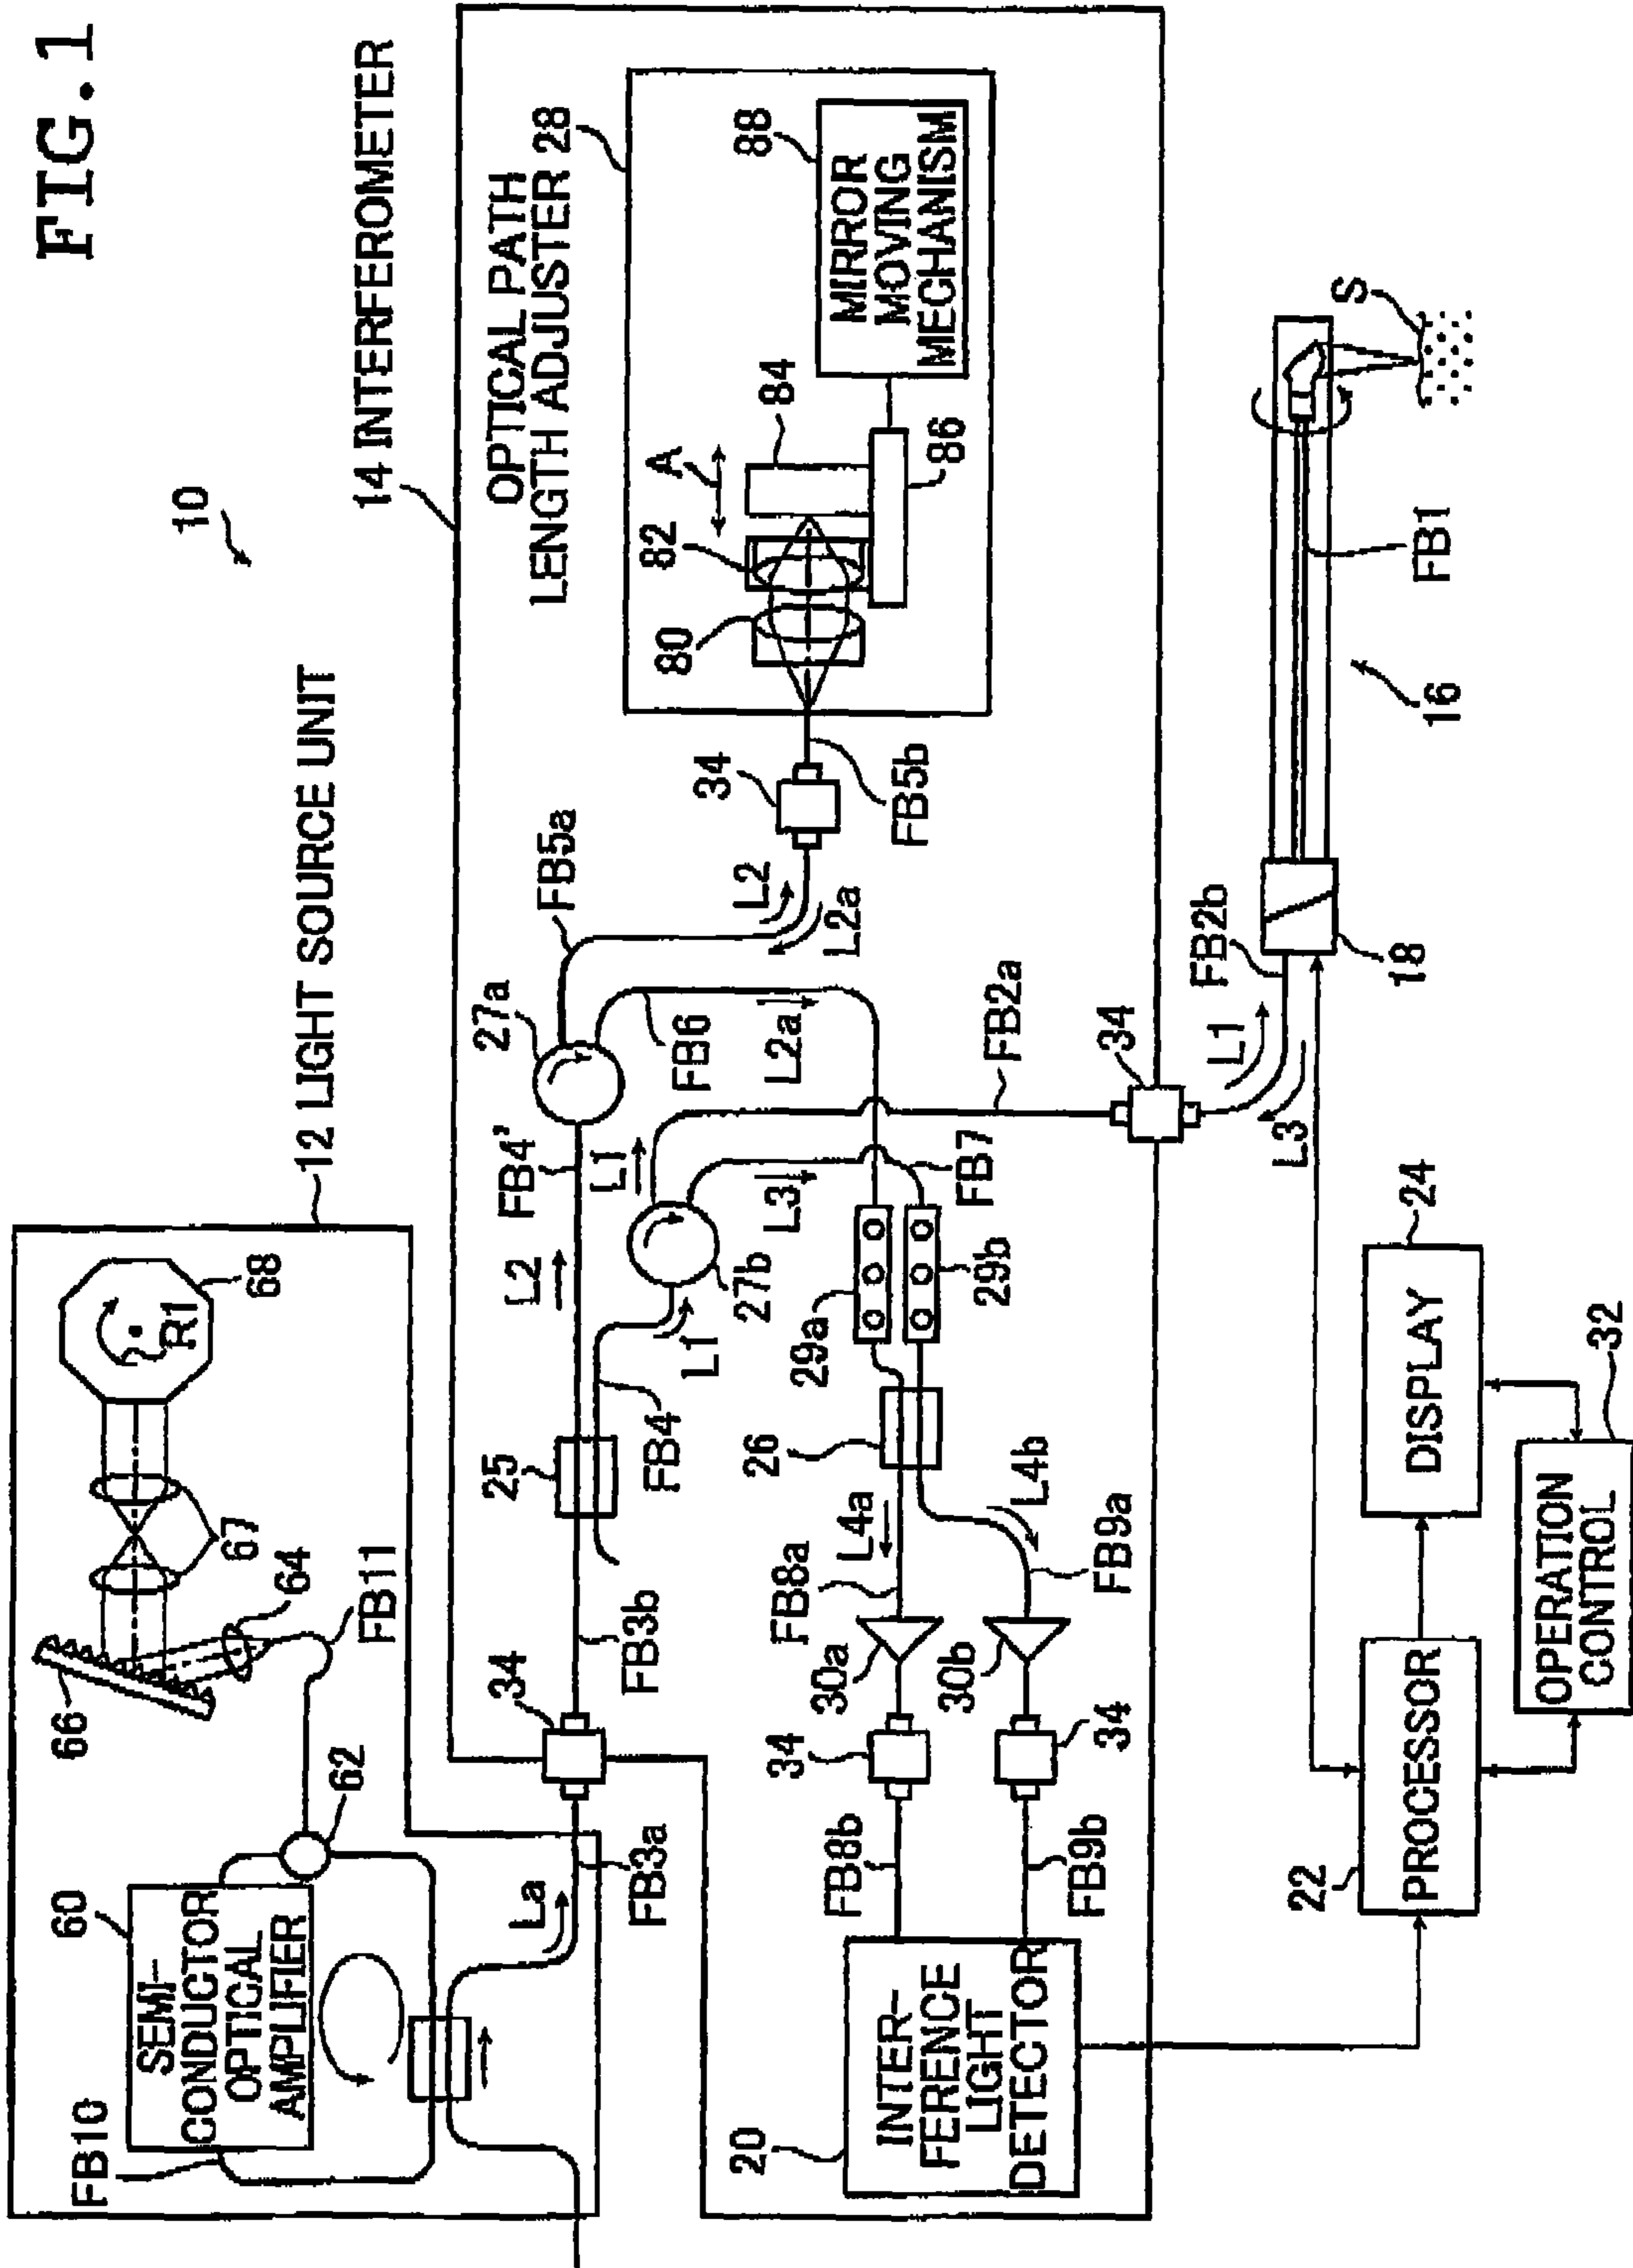 FIG.1
10
12 LIGHT SOURCE UNIT
14 INTERFEROMETER
60
SEMI-
CONDUCTOR
OPTICAL
AMPLIFIER
FB10
62
66
64
FB11
67
68
R1
La
FB3a
34
FB3b
25
FB4
L1
L2
27b
FB4'
L1
27a
FB5a
FB6
L2a
L3
L2
L2a
34
FB5b
OPTICAL PATH
LENGTH ADJUSTER 28
80
82
84
A
86
88
MIRROR
MOVING
MECHANISM
20
INTER-
FERENCE
LIGHT
DETECTOR
FB8b
FB9b
34
34
30a
30b
FB8a
FB9a
L4a
L4b
26
29a
29b
FB7
FB2a
34
L1
L3
FB2b
18
16
FB1
S
22
PROCESSOR
24
DISPLAY
32
OPERATION
CONTROL